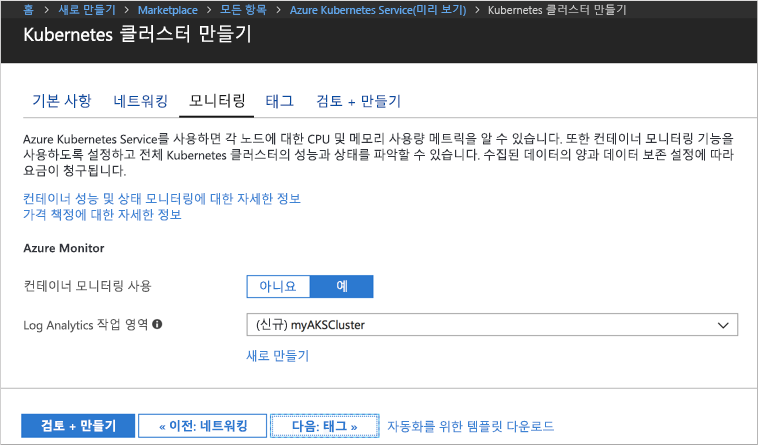 홈 > 새로 만들기 > Marketplace > 모든 항목 > Azure Kubernetes Service(미리 보기) > Kubernetes 클러스터 만들기
Kubernetes 클러스터 만들기
기본 사항 네트워킹 모니터링 태그 검토 + 만들기
Azure Kubernetes Service를 사용하면 각 노드에 대한 CPU 및 메모리 사용량 메트릭을 알 수 있습니다. 또한 컨테이너 모니터링 기능을
사용하도록 설정하고 전체 Kubernetes 클러스터의 성능과 상태를 파악할 수 있습니다. 수집된 데이터의 양과 데이터 보존 설정에 따라
요금이 청구됩니다.
컨테이너 성능 및 상태 모니터링에 대한 자세한 정보
가격 책정에 대한 자세한 정보
Azure Monitor
컨테이너 모니터링 사용 아니요 예
Log Analytics 작업 영역 (신규) myAKSCluster
새로 만들기
검토 + 만들기 « 이전: 네트워킹 다음: 태그 » 자동화를 위한 템플릿 다운로드